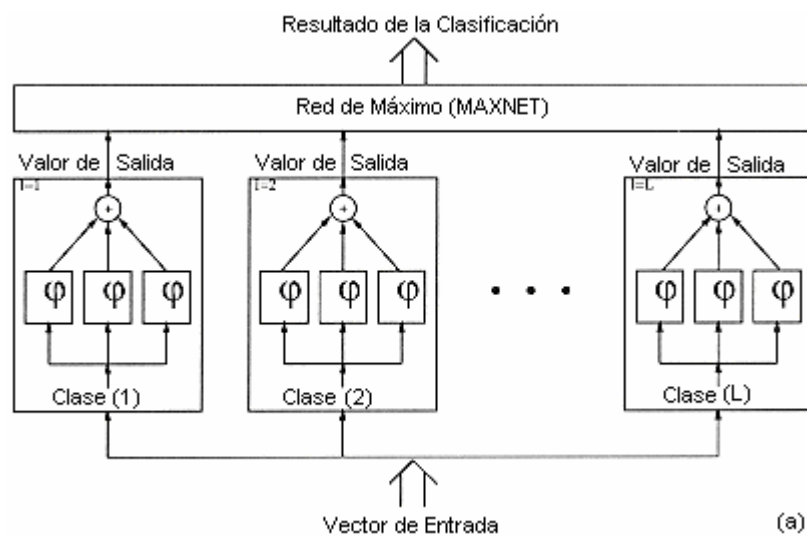 Resultado de la Clasificación
Red de Máximo (MAXNET)
Valor de Salida Valor de Salida Valor de Salida
l=1 l=2 l=L
+ + +
φ φ φ φ φ φ φ φ φ
Clase (1) Clase (2) Clase (L)
Vector de Entrada
(a)